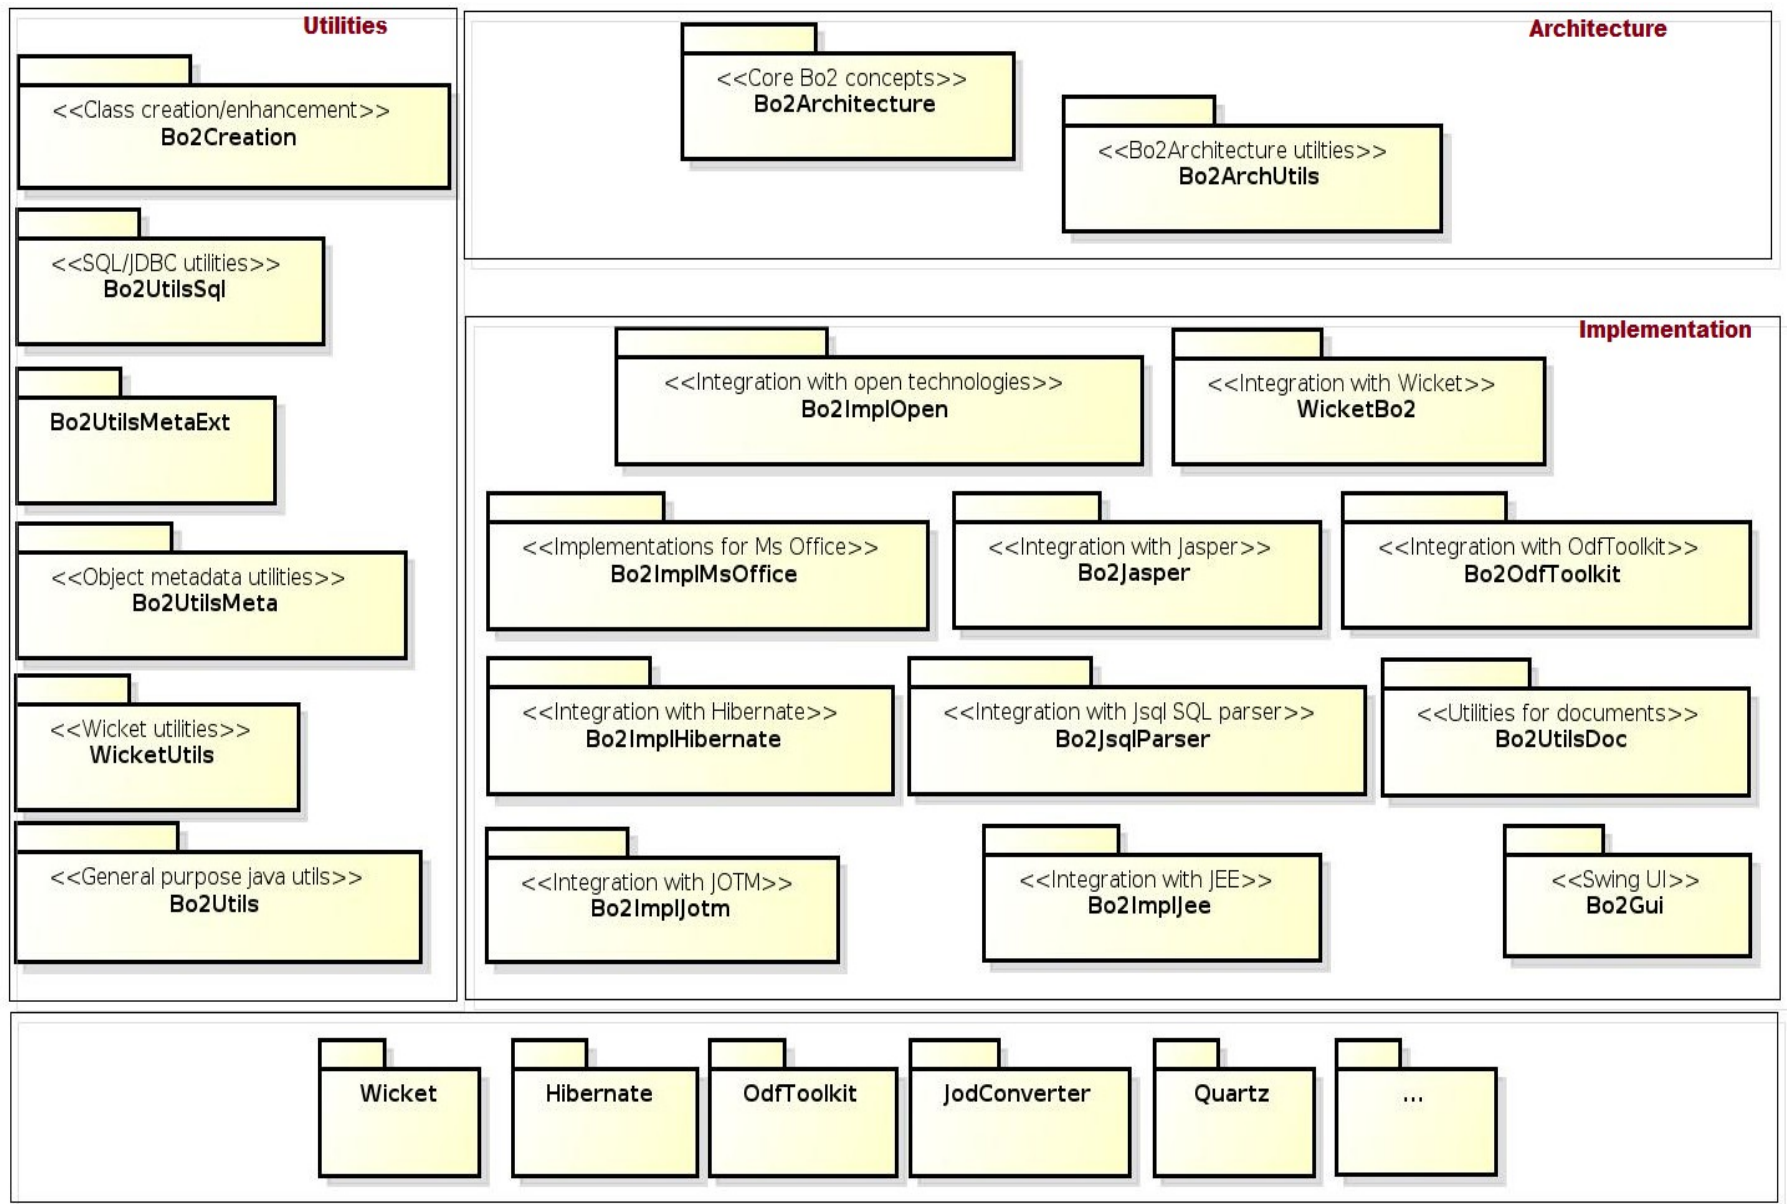 Utilities
<<Class creation/enhancement>>
Bo2Creation
<<SQL/JDBC utilities>>
Bo2UtilsSql
Bo2UtilsMetaExt
<<Object metadata utilities>>
Bo2UtilsMeta
<<Wicket utilities>>
WicketUtils
<<General purpose java utils>>
Bo2Utils
Architecture
<<Core Bo2 concepts>>
Bo2Architecture
<<Bo2Architecture utilties>>
Bo2ArchUtils
Implementation
<<Integration with open technologies>>
Bo2ImplOpen
<<Integration with Wicket>>
WicketBo2
<<Implementations for Ms Office>>
Bo2ImplMsOffice
<<Integration with Jasper>>
Bo2Jasper
<<Integration with OdfToolkit>>
Bo2OdfToolkit
<<Integration with Hibernate>>
Bo2ImplHibernate
<<Integration with Jsql SQL parser>>
Bo2JsqlParser
<<Utilities for documents>>
Bo2UtilsDoc
<<Integration with JOTM>>
Bo2ImplJotm
<<Integration with JEE>>
Bo2ImplJee
<<Swing UI>>
Bo2Gui
Wicket
Hibernate
OdfToolkit
JodConverter
Quartz
...